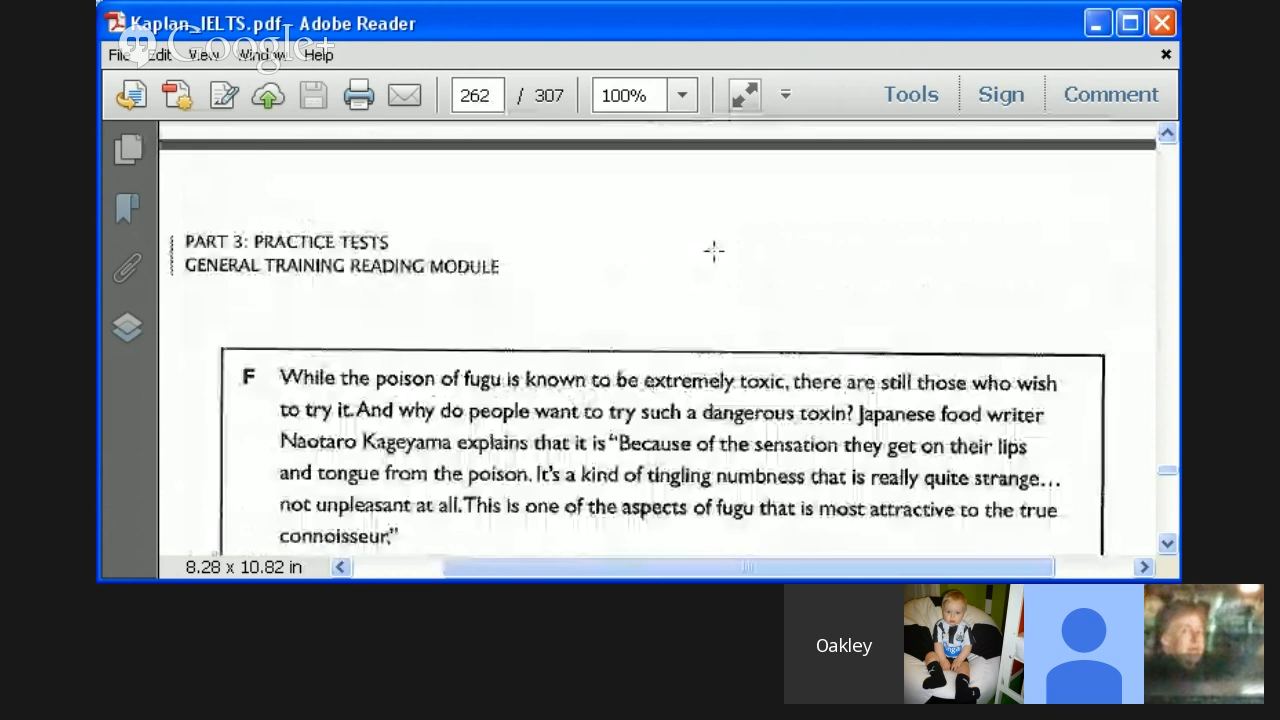 Kaplan_IELTS.pdf - Adobe Reader
Google+
File Edit View Window Help
262 / 307 100% Tools Sign Comment
PART 3: PRACTICE TESTS
GENERAL TRAINING READING MODULE
F While the poison of fugu is known to be extremely toxic, there are still those who wish
to try it. And why do people want to try such a dangerous toxin? Japanese food writer
Naotaro Kageyama explains that it is “Because of the sensation they get on their lips
and tongue from the poison. It's a kind of tingling numbness that is really quite strange...
not unpleasant at all. This is one of the aspects of fugu that is most attractive to the true
connoisseur.”
8.28 x 10.82 in
Oakley